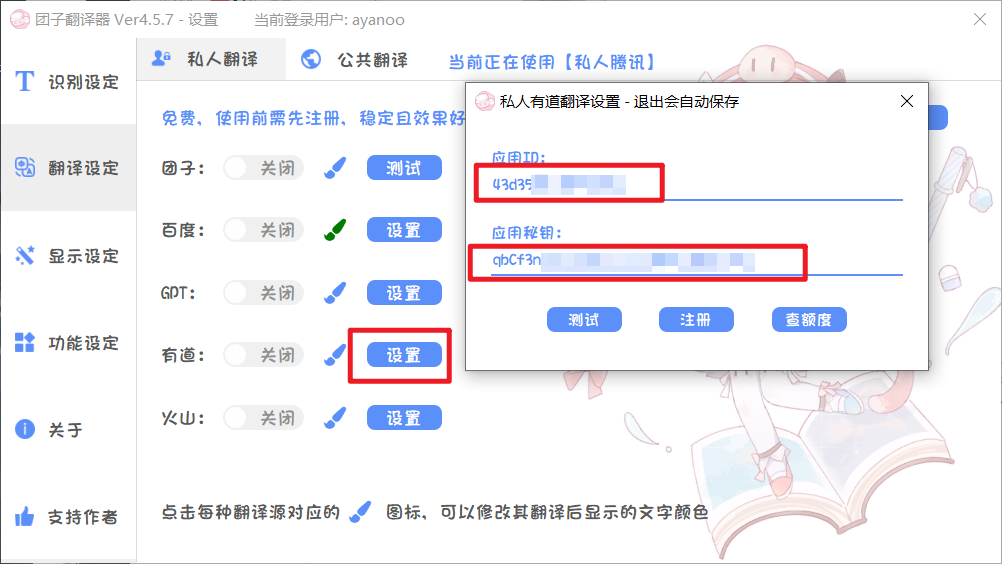 团子翻译器 Ver4.5.7 - 设置 当前登录用户: ayanoo
识别设定
翻译设定
显示设定
功能设定
关于
支持作者
私人翻译 公共翻译 当前正在使用【私人腾讯】
免费，使用前需先注册，稳定且效果好
团子： 关闭 测试
百度： 关闭 设置
GPT： 关闭 设置
有道： 关闭 设置
火山： 关闭 设置
点击每种翻译源对应的 图标，可以修改其翻译后显示的文字颜色
私人有道翻译设置 - 退出会自动保存
应用ID:
43d35
应用秘钥:
qbCf3n
测试 注册 查额度